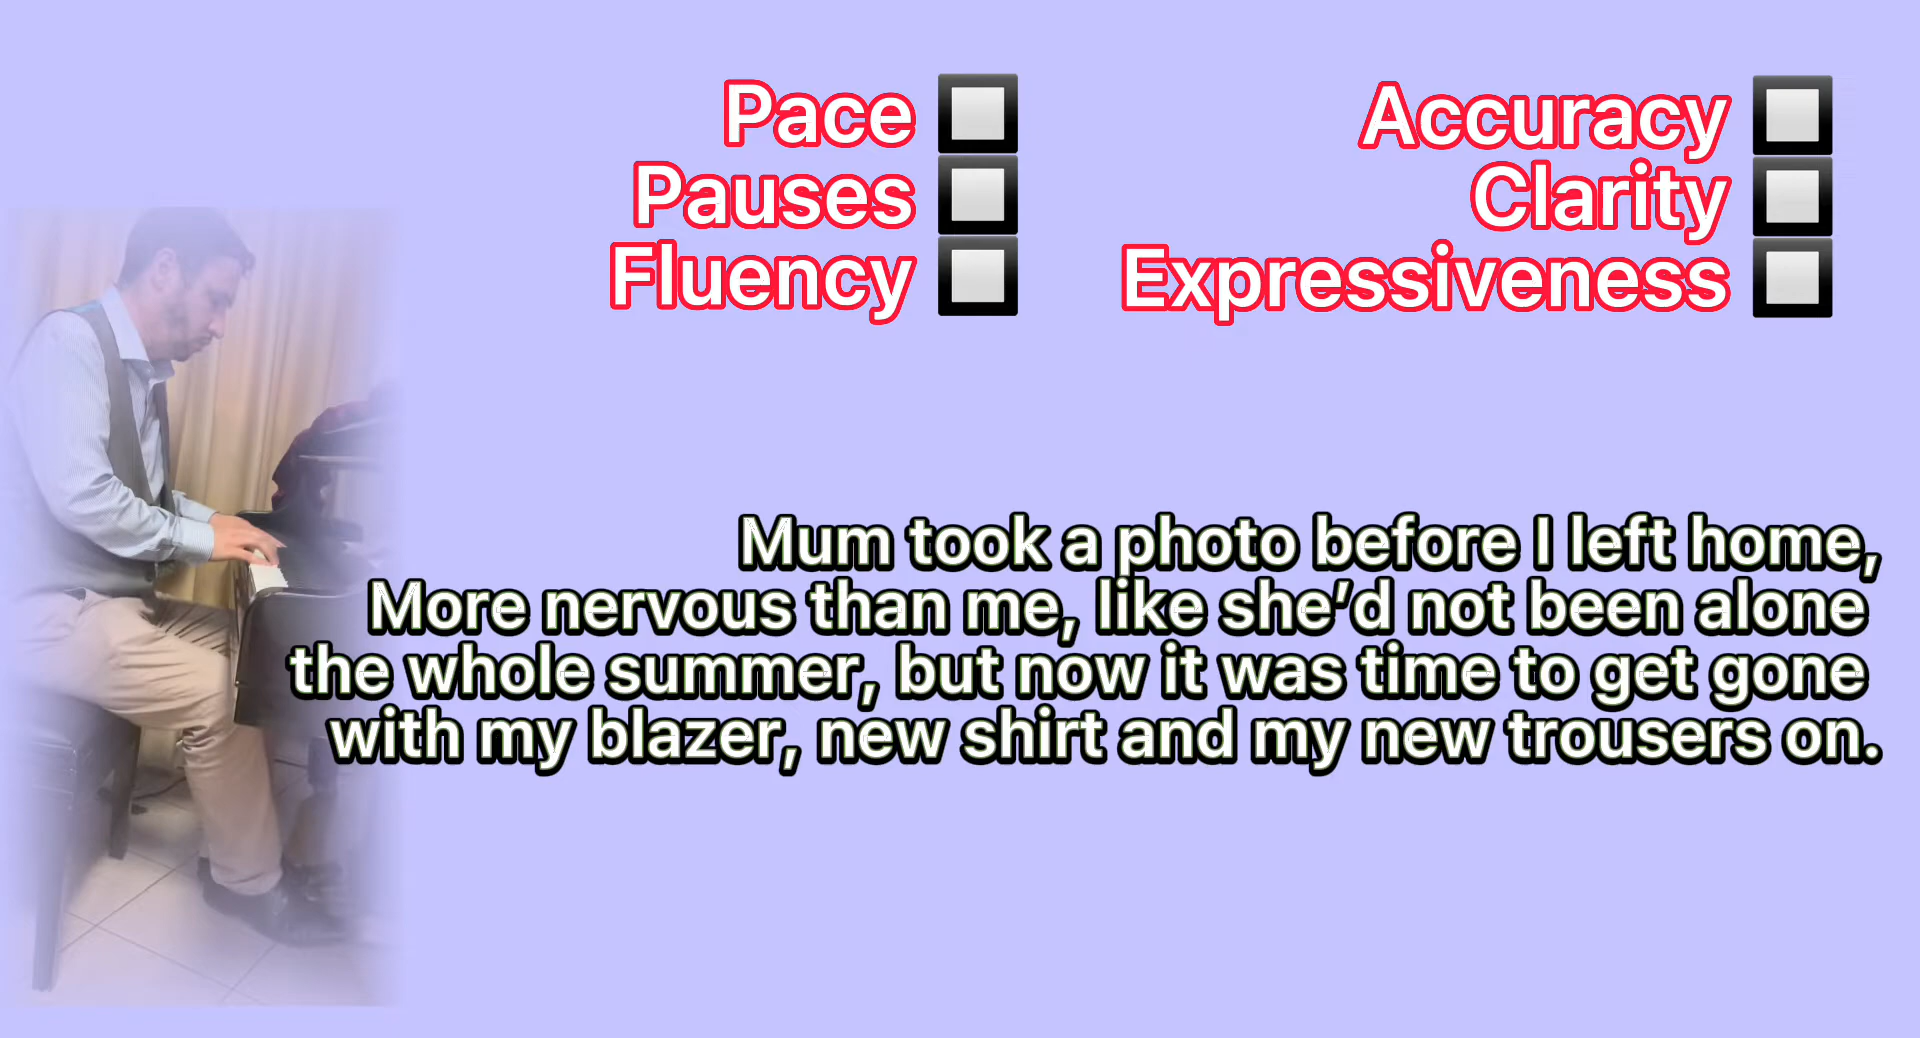 Pace
Pauses
Fluency
Accuracy
Clarity
Expressiveness
Mum took a photo before I left home,
More nervous than me, like she’d not been alone
the whole summer, but now it was time to get gone
with my blazer, new shirt and my new trousers on.